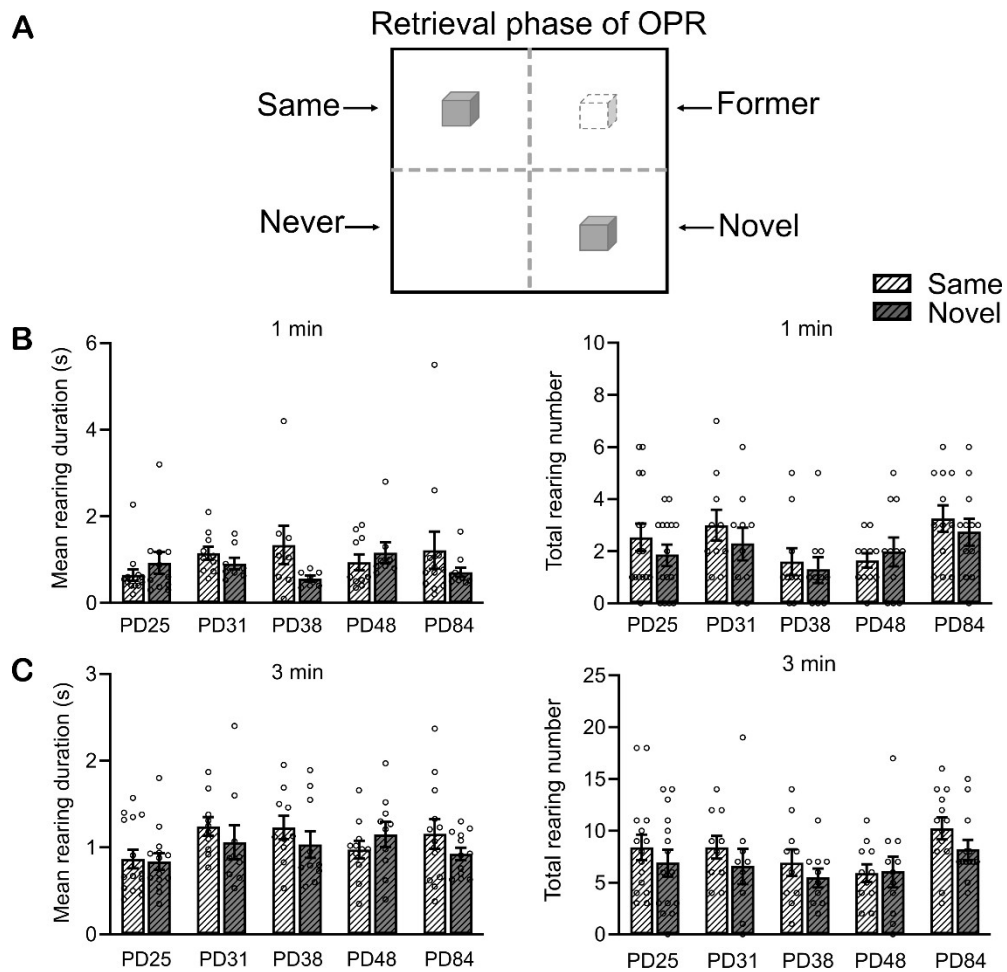 A
Retrieval phase of OPR
Same
Former
Never
Novel
Same
Novel
B
1 min
Mean rearing duration (s)
6
4
2
0
PD25 PD31 PD38 PD48 PD84
1 min
Total rearing number
10
8
6
4
2
0
PD25 PD31 PD38 PD48 PD84
C
3 min
Mean rearing duration (s)
3
2
1
0
PD25 PD31 PD38 PD48 PD84
3 min
Total rearing number
25
20
15
10
5
0
PD25 PD31 PD38 PD48 PD84